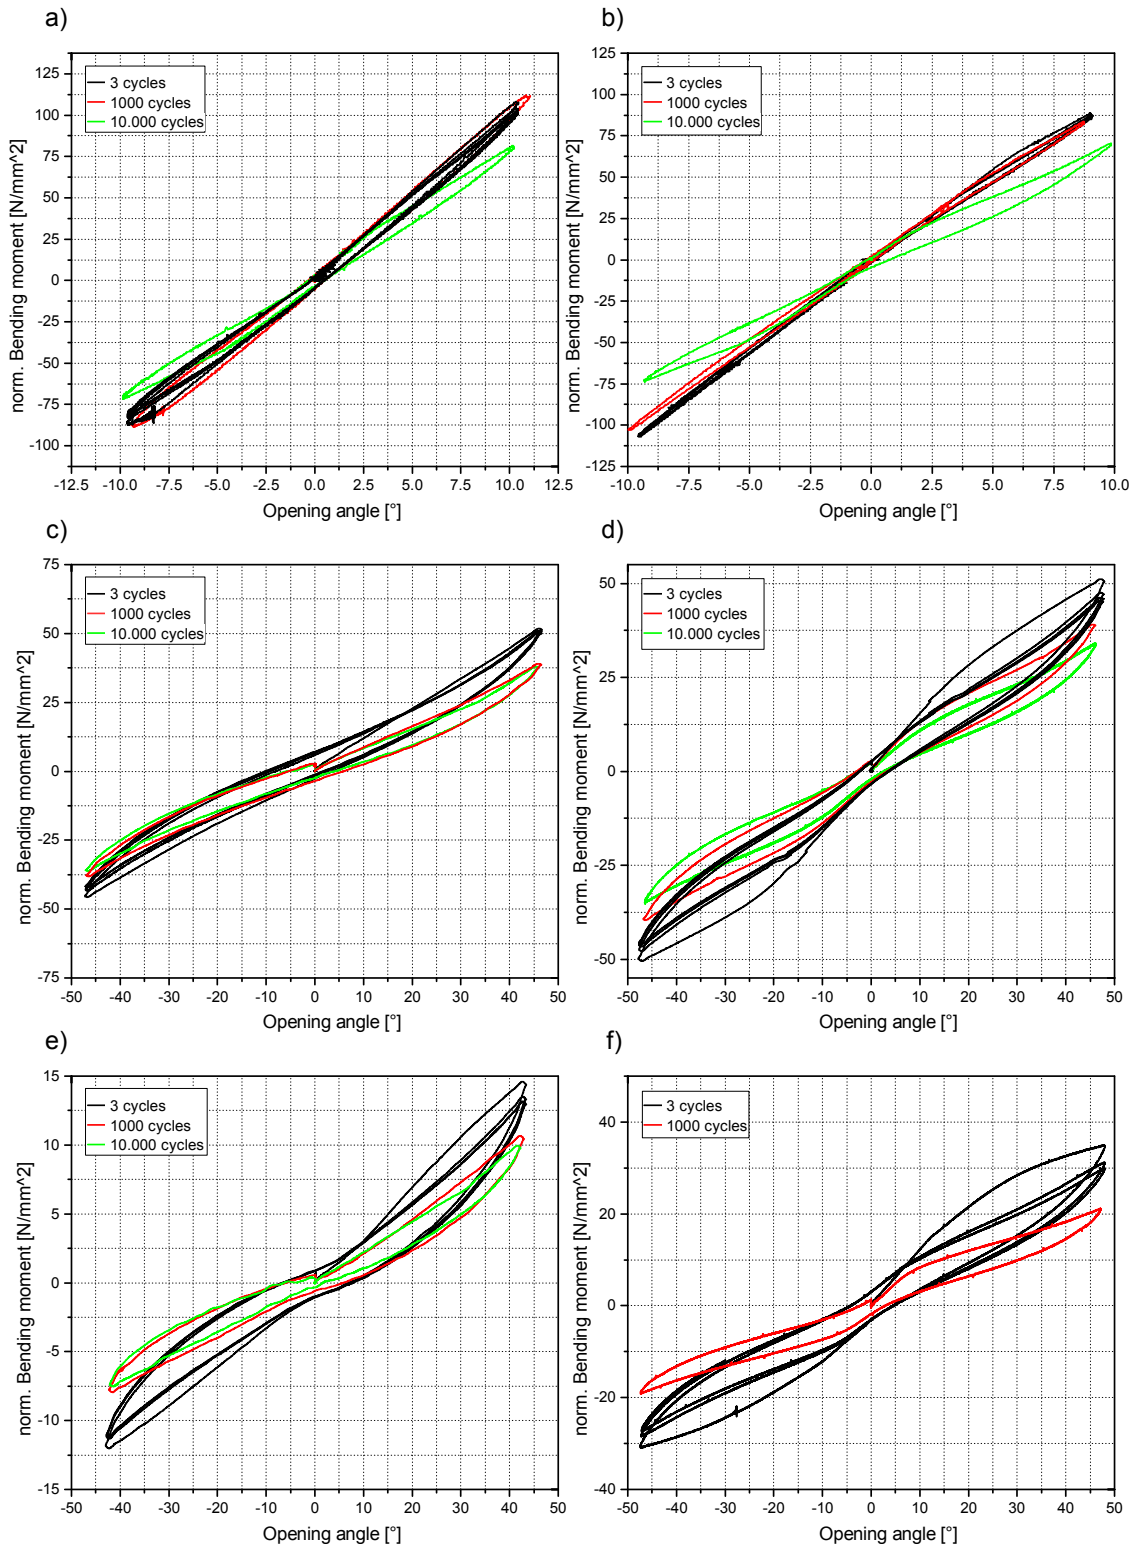 a)
norm. Bending moment [N/mm^2]
125
100
75
50
25
0
-25
-50
-75
-100
3 cycles
1000 cycles
10.000 cycles
-12.5 -10.0 -7.5 -5.0 -2.5 0.0 2.5 5.0 7.5 10.0 12.5
Opening angle [°]
b)
norm. Bending moment [N/mm^2]
125
100
75
50
25
0
-25
-50
-75
-100
-125
3 cycles
1000 cycles
10.000 cycles
-10.0 -7.5 -5.0 -2.5 0.0 2.5 5.0 7.5 10.0
Opening angle [°]
c)
norm. Bending moment [N/mm^2]
75
50
25
0
-25
-50
-75
3 cycles
1000 cycles
10.000 cycles
-50 -40 -30 -20 -10 0 10 20 30 40 50
Opening angle [°]
d)
norm. Bending moment [N/mm^2]
50
25
0
-25
-50
3 cycles
1000 cycles
10.000 cycles
-50 -40 -30 -20 -10 0 10 20 30 40 50
Opening angle [°]
e)
norm. Bending moment [N/mm^2]
15
10
5
0
-5
-10
-15
3 cycles
1000 cycles
10.000 cycles
-50 -40 -30 -20 -10 0 10 20 30 40 50
Opening angle [°]
f)
norm. Bending moment [N/mm^2]
40
20
0
-20
-40
3 cycles
1000 cycles
-50 -40 -30 -20 -10 0 10 20 30 40 50
Opening angle [°]